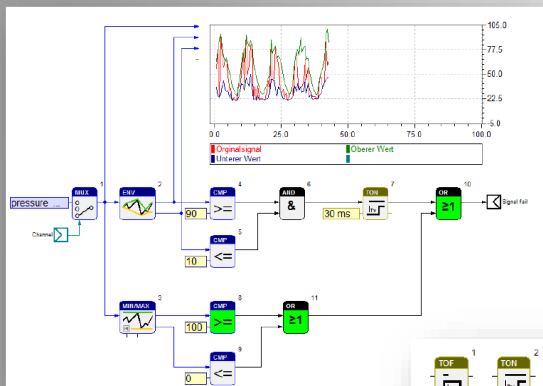 105.0
77.5
50.0
22.5
5.0
0.0 25.0 50.0 75.0 100.0
Orginalsignal Oberer Wert
Unterer Wert
MUX 1
ENV 2
CMP 4
AND 6
TON 7
OR 10
pressure ...
90
>=
&
30 ms
≥1
Signal fail
Channel
CMP 5
10
<=
MIN/MAX 3
CMP 8
OR 11
100
>=
≥1
CMP 9
0
<=
TOF 1
TON 2